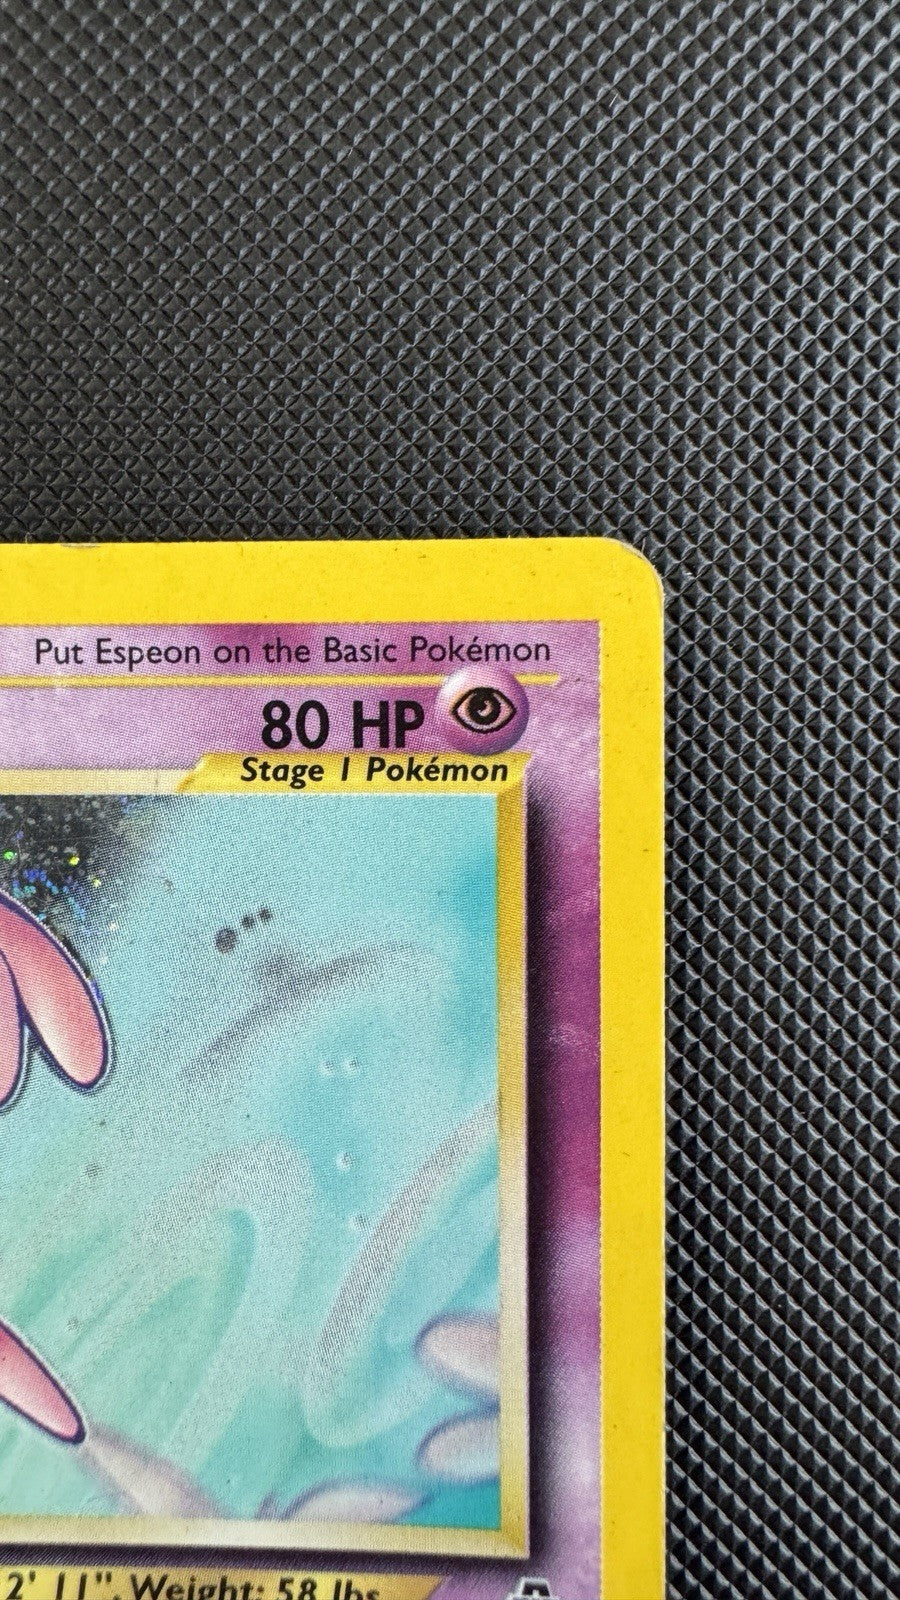 Put Espeon on the Basic Pokémon
80 HP
Stage 1 Pokémon
2' 11", Weight: 58 lbs